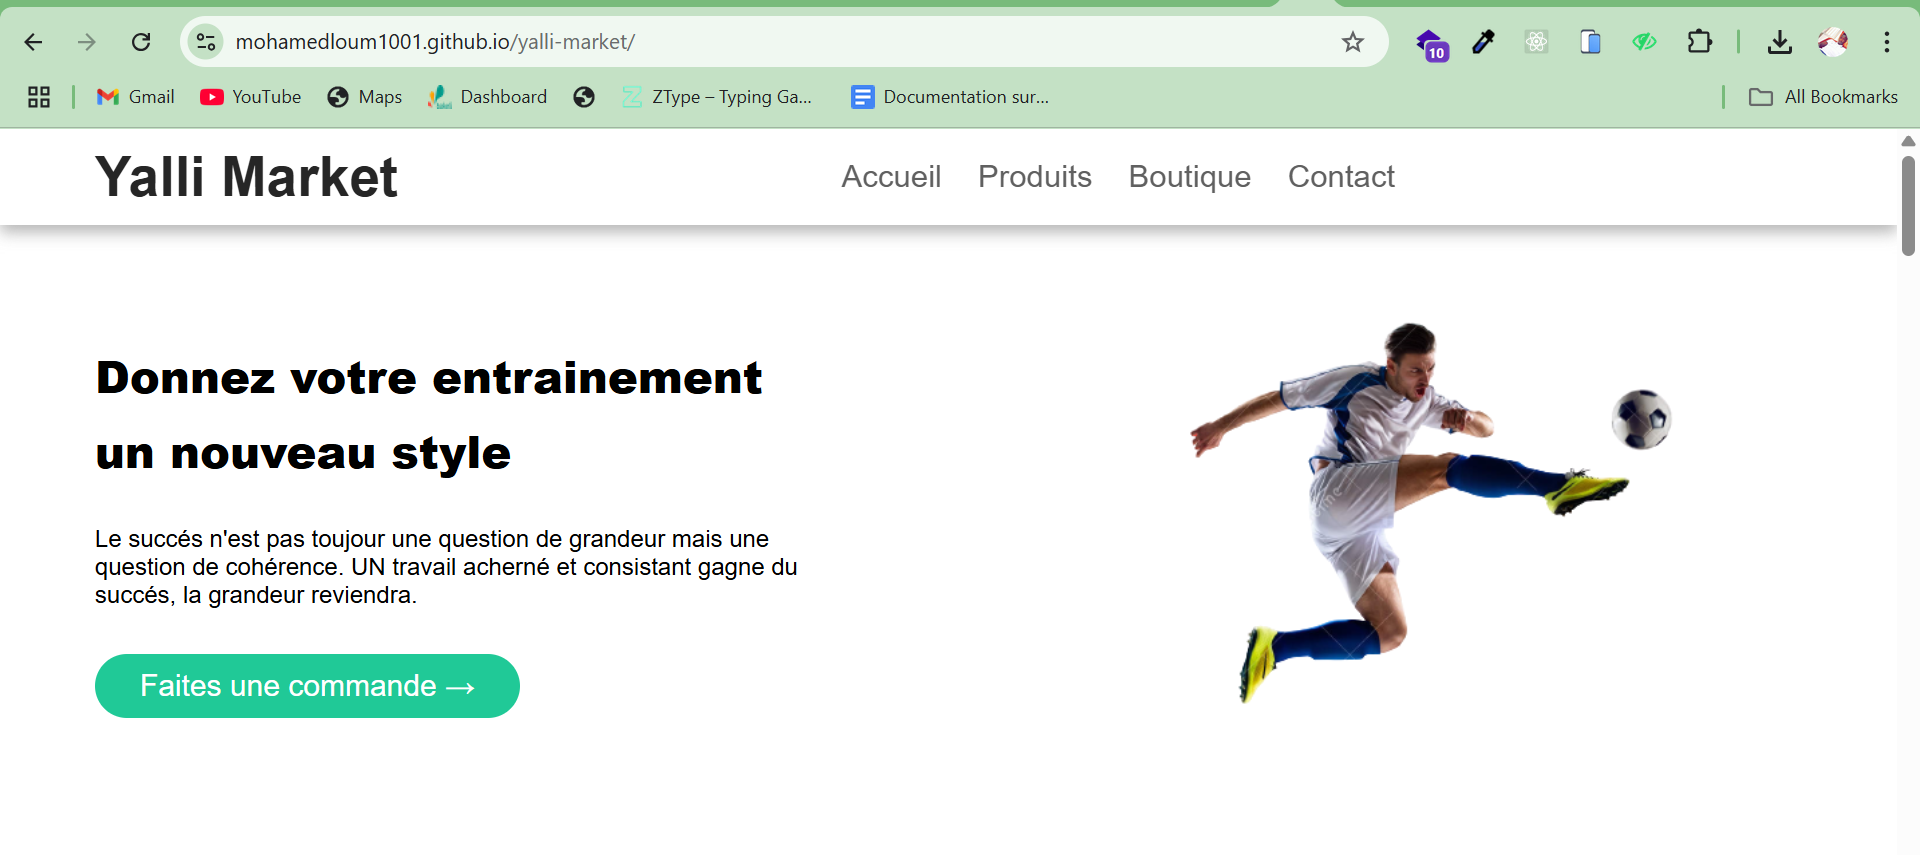 mohamedloum1001.github.io/yalli-market/
10
Gmail
YouTube
Maps
Dashboard
ZType – Typing Ga...
Documentation sur...
All Bookmarks
Yalli Market
Accueil
Produits
Boutique
Contact
Donnez votre entrainement
un nouveau style
Le succés n'est pas toujour une question de grandeur mais une
question de cohérence. UN travail acherné et consistant gagne du
succés, la grandeur reviendra.
Faites une commande →